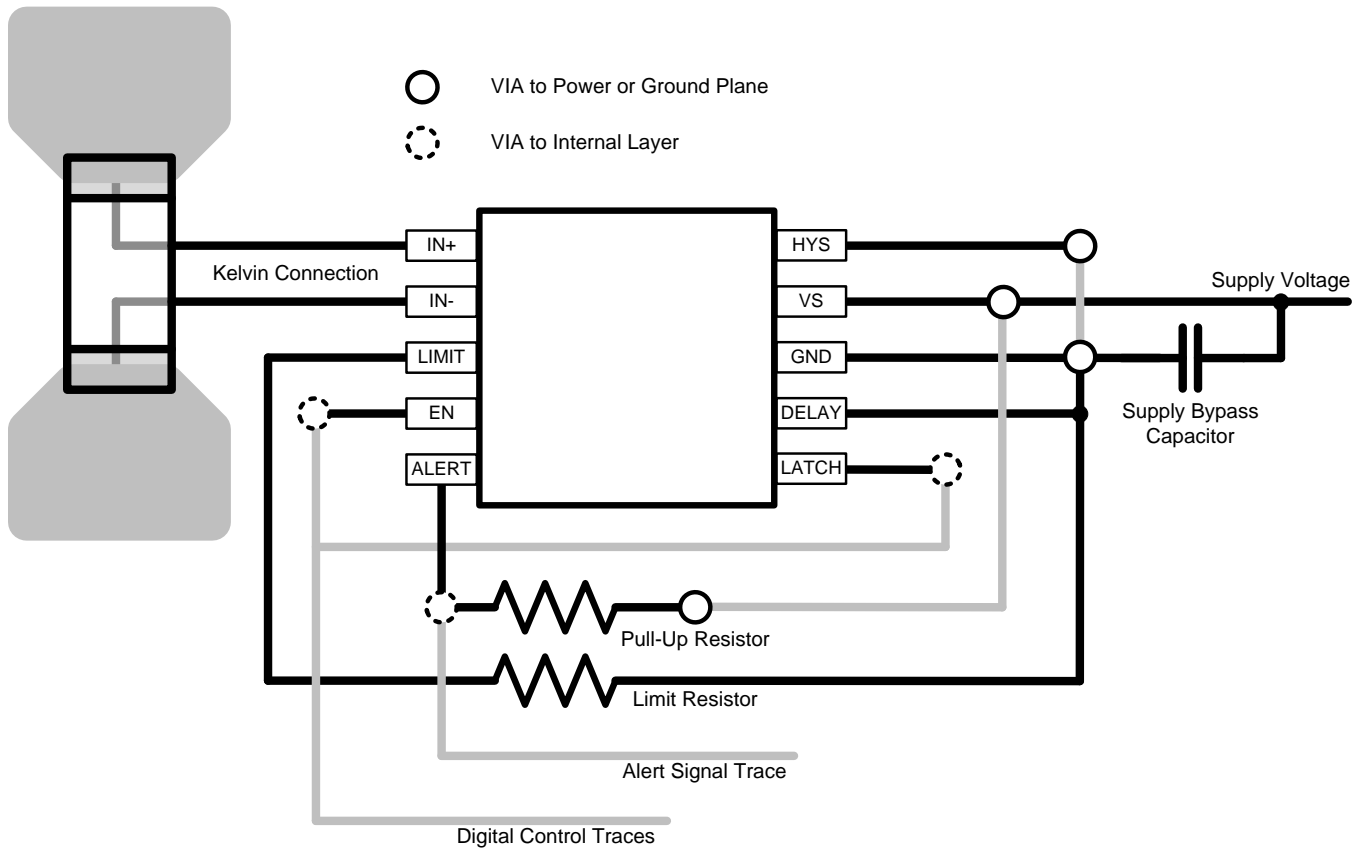 VIA to Power or Ground Plane
VIA to Internal Layer
IN+
HYS
Kelvin Connection
Supply Voltage
IN-
VS
LIMIT
GND
EN
DELAY
Supply Bypass
Capacitor
ALERT
LATCH
Pull-Up Resistor
Limit Resistor
Alert Signal Trace
Digital Control Traces